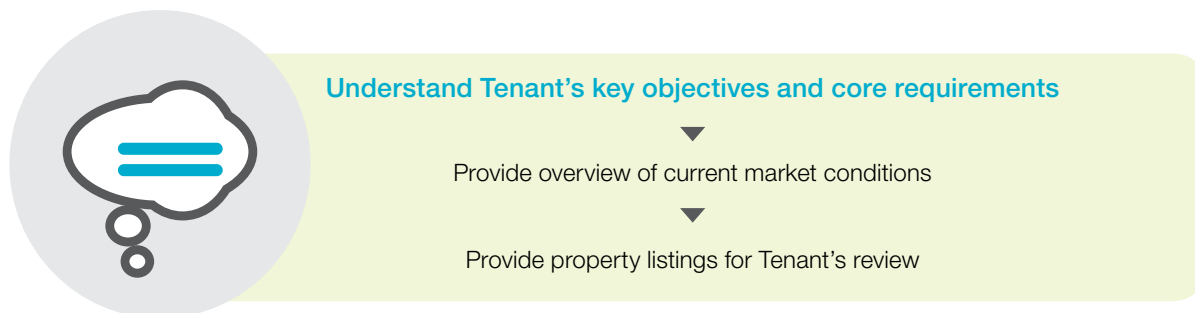 Understand Tenant’s key objectives and core requirements
Provide overview of current market conditions
Provide property listings for Tenant’s review